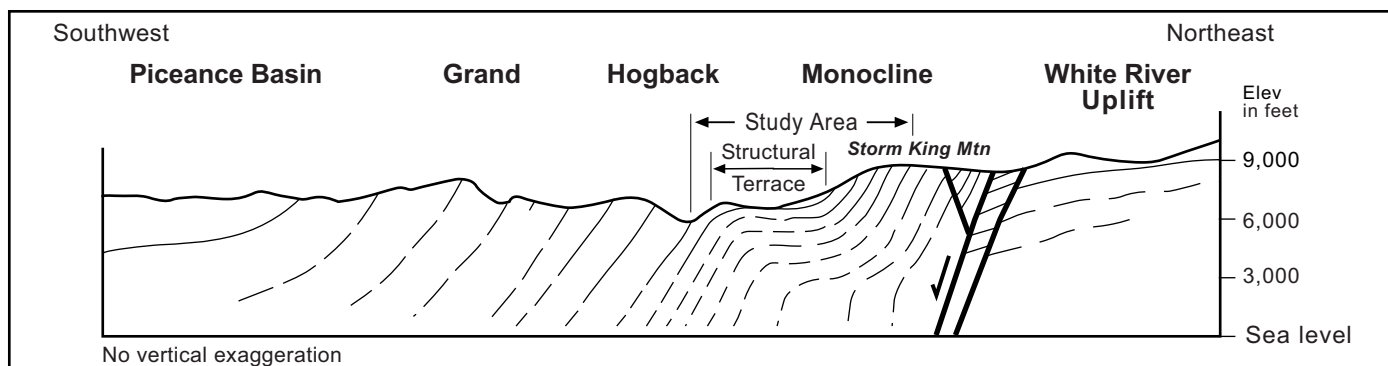 Southwest
Northeast
Piceance Basin Grand Hogback Monocline White River
Uplift
Elev
in feet
Study Area
Structural
Terrace
Storm King Mtn
9,000
6,000
3,000
Sea level
No vertical exaggeration